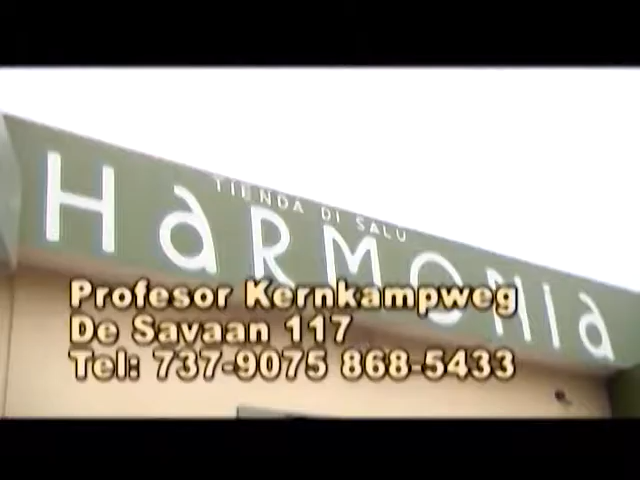 TIENDA DI SALU
HaRMONIa
Profesor Kernkampweg
De Savaan 117
Tel: 737-9075 868-5433